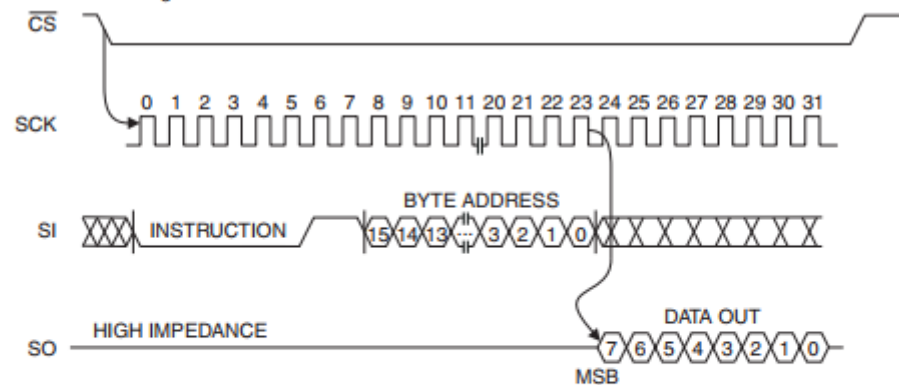 CS
0 1 2 3 4 5 6 7 8 9 10 11 20 21 22 23 24 25 26 27 28 29 30 31
SCK
BYTE ADDRESS
SI INSTRUCTION 15 14 13 ... 3 2 1 0
HIGH IMPEDANCE DATA OUT
SO 7 6 5 4 3 2 1 0
MSB